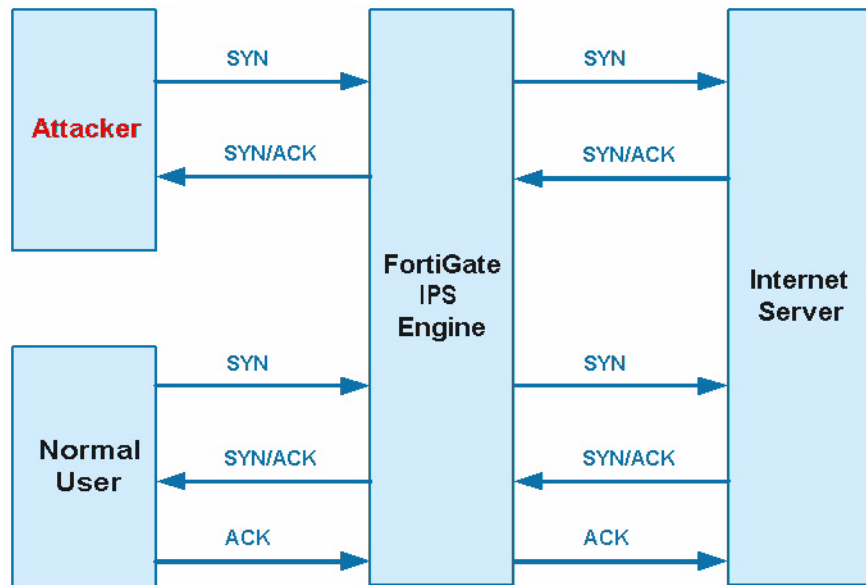 SYN
SYN
Attacker
SYN/ACK
SYN/ACK
FortiGate
IPS
Engine
Internet
Server
SYN
SYN
Normal
User
SYN/ACK
SYN/ACK
ACK
ACK